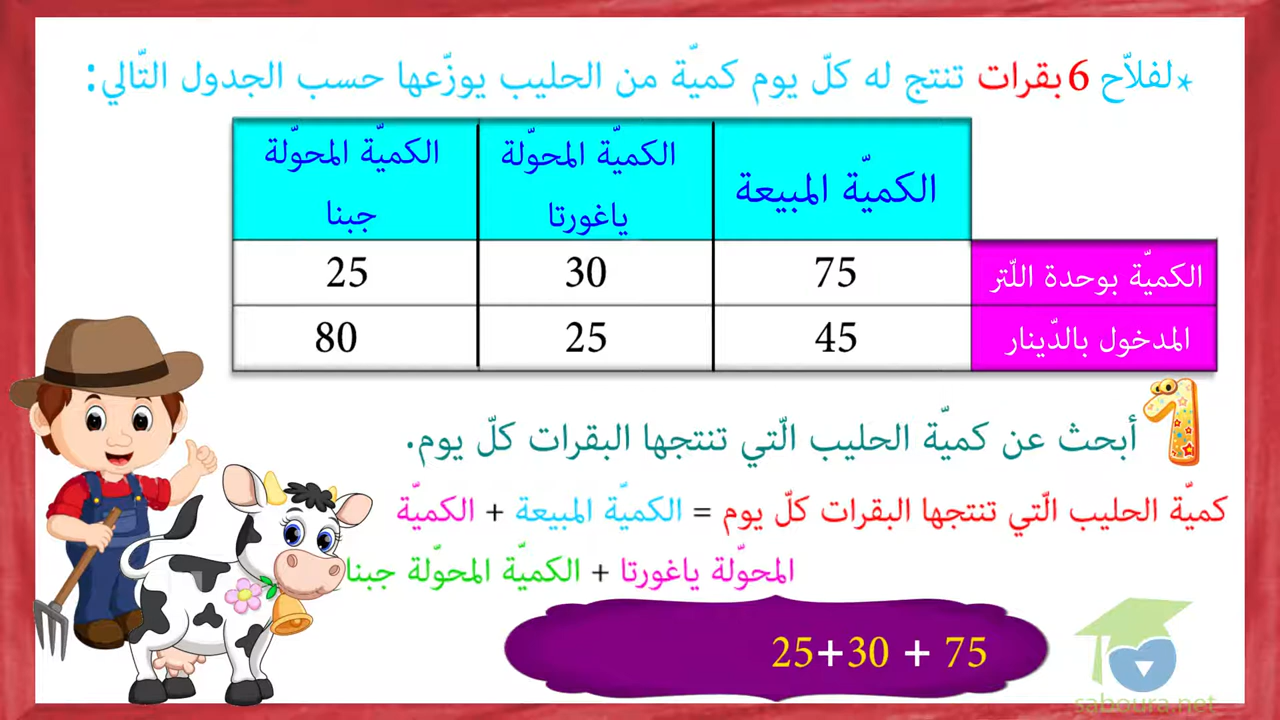 *لفلاّح 6 بقرات تنتج له كلّ يوم كميّة من الحليب يوزّعها حسب الجدول التّالي:
الكميّة المبيعة الكميّة المحوّلة ياغورتا الكميّة المحوّلة جبنا
الكميّة بوحدة اللّتر 75 30 25
المدخول بالدّينار 45 25 80
1 أبحث عن كميّة الحليب الّتي تنتجها البقرات كلّ يوم.
كميّة الحليب الّتي تنتجها البقرات كلّ يوم = الكميّة المبيعة + الكميّة
المحوّلة ياغورتا + الكميّة المحوّلة جبنا
25+30 + 75
saboura.net